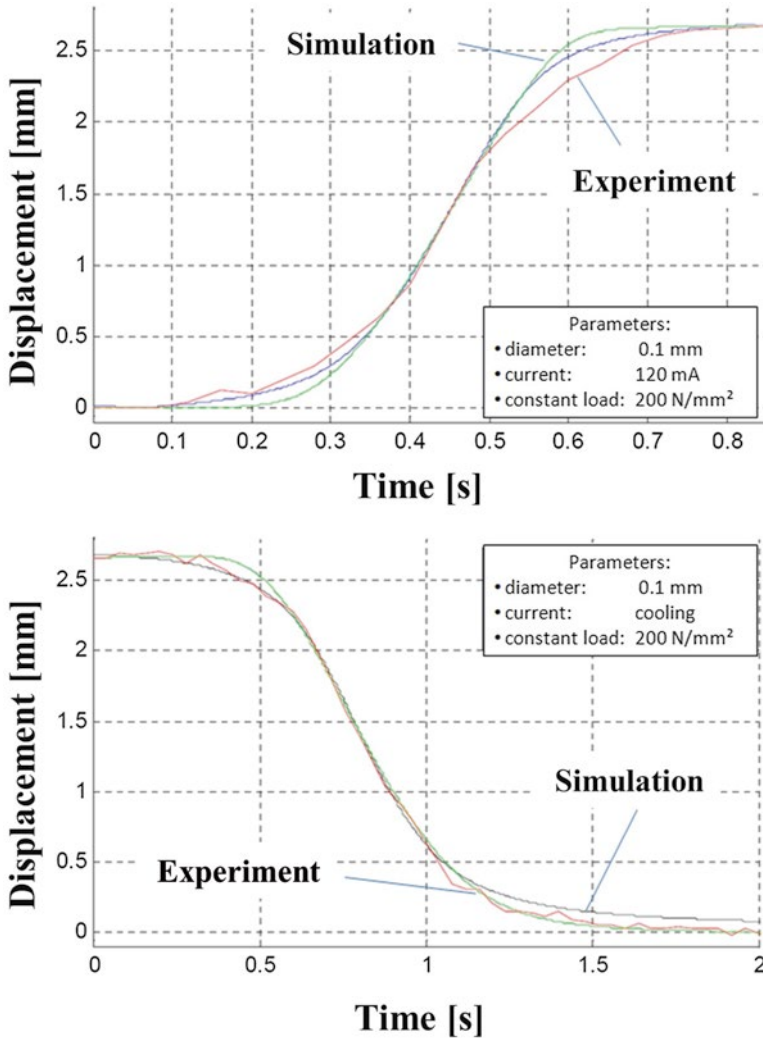 2.5
Simulation
2
Displacement [mm]
1.5
Experiment
1
0.5
0
Parameters:
• diameter: 0.1 mm
• current: 120 mA
• constant load: 200 N/mm²
0 0.1 0.2 0.3 0.4 0.5 0.6 0.7 0.8
Time [s]
2.5
Parameters:
• diameter: 0.1 mm
• current: cooling
• constant load: 200 N/mm²
2
Displacement [mm]
1.5
1
Simulation
0.5
Experiment
0
0 0.5 1 1.5 2
Time [s]